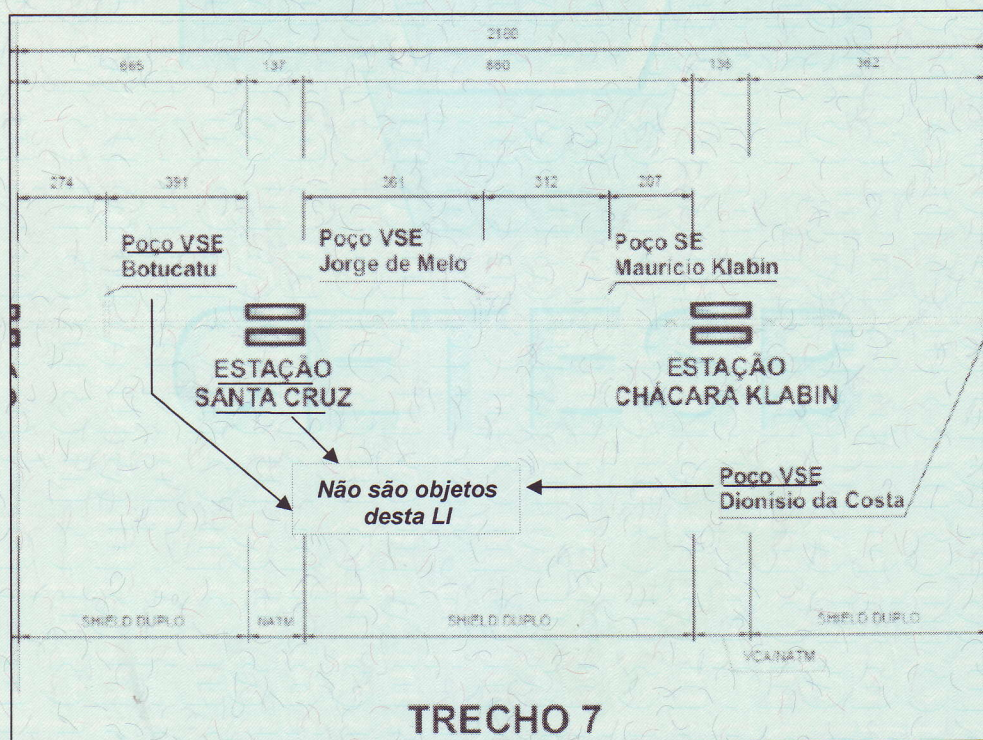 2180
665 137 880 136 362
274 391 361 312 207
Poço VSE
Botucatu
Poço VSE
Jorge de Melo
Poço SE
Mauricio Klabin
ESTAÇÃO
SANTA CRUZ
ESTAÇÃO
CHÁCARA KLABIN
CETESB
Não são objetos
desta LI
Poço VSE
Dionísio da Costa
SHIELD DUPLO NATM SHIELD DUPLO SHIELD DUPLO
VCA/NATM
TRECHO 7